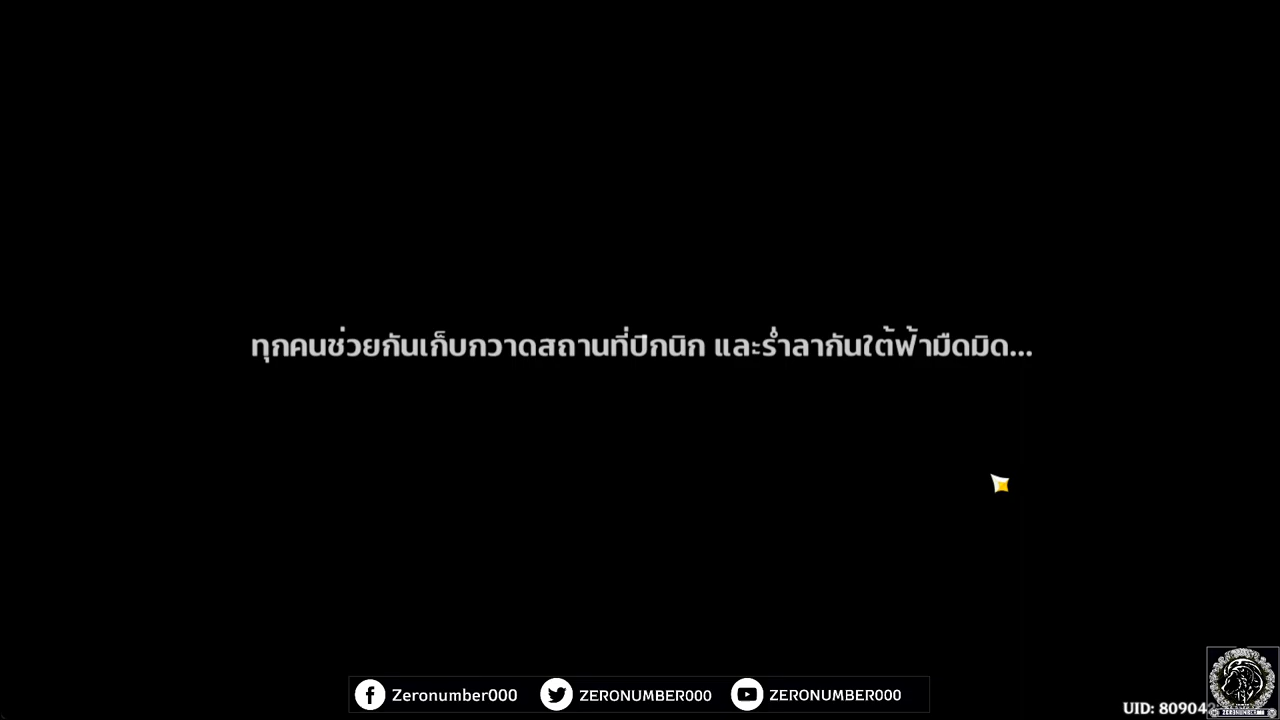 ทุกคนช่วยกันเก็บกวาดสถานที่ปิกนิก และร่ำลากันใต้ฟ้ามืดมิด...
Zeronumber000 ZERONUMBER000 ZERONUMBER000
UID: 80904